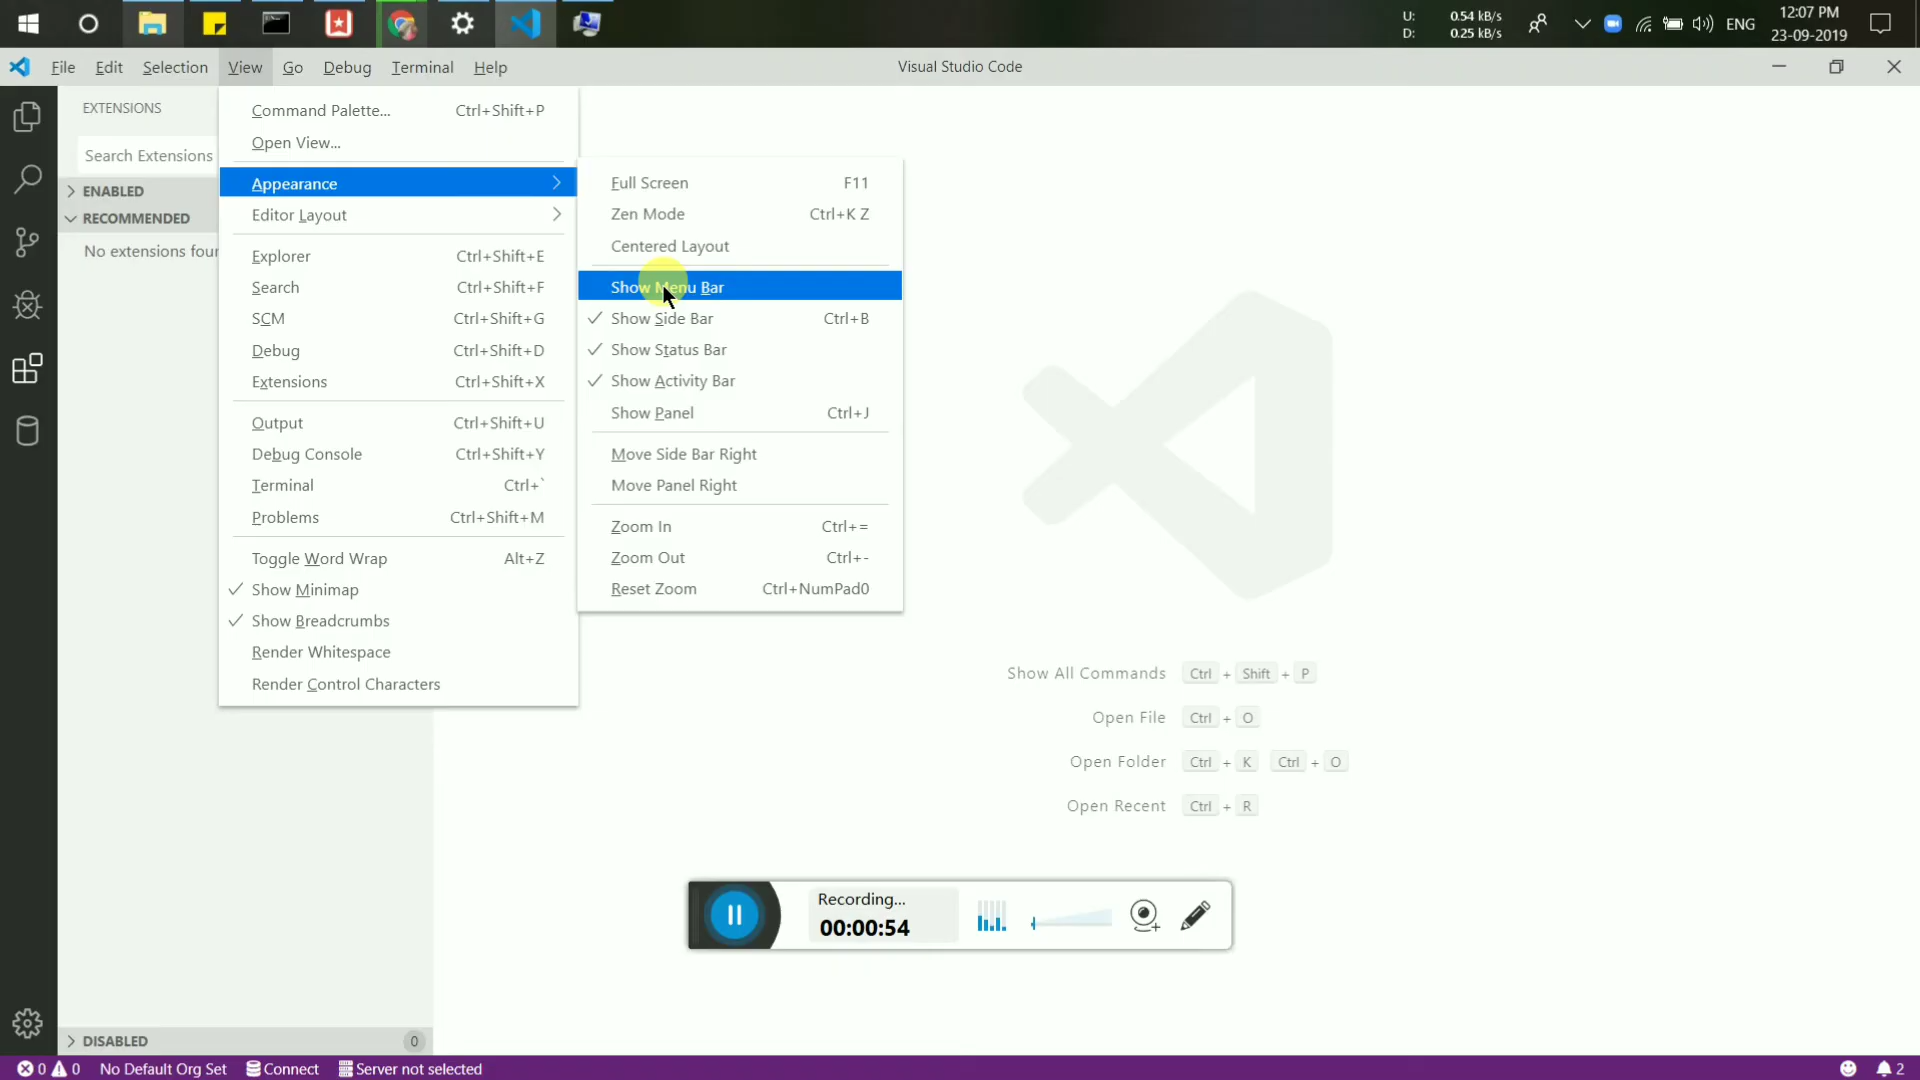 U: 0.54 kB/s
D: 0.25 kB/s
ENG
12:07 PM
23-09-2019
File Edit Selection View Go Debug Terminal Help
Visual Studio Code
EXTENSIONS
Search Extensions
ENABLED
RECOMMENDED
No extensions foun
Command Palette... Ctrl+Shift+P
Open View...
Appearance
Editor Layout
Explorer Ctrl+Shift+E
Search Ctrl+Shift+F
SCM Ctrl+Shift+G
Debug Ctrl+Shift+D
Extensions Ctrl+Shift+X
Output Ctrl+Shift+U
Debug Console Ctrl+Shift+Y
Terminal Ctrl+`
Problems Ctrl+Shift+M
Toggle Word Wrap Alt+Z
Show Minimap
Show Breadcrumbs
Render Whitespace
Render Control Characters
Full Screen F11
Zen Mode Ctrl+K Z
Centered Layout
Show Menu Bar
Show Side Bar Ctrl+B
Show Status Bar
Show Activity Bar
Show Panel Ctrl+J
Move Side Bar Right
Move Panel Right
Zoom In Ctrl+=
Zoom Out Ctrl+-
Reset Zoom Ctrl+NumPad0
Show All Commands Ctrl + Shift + P
Open File Ctrl + O
Open Folder Ctrl + K Ctrl + O
Open Recent Ctrl + R
Recording...
00:00:54
DISABLED 0
0 0 No Default Org Set Connect Server not selected 2